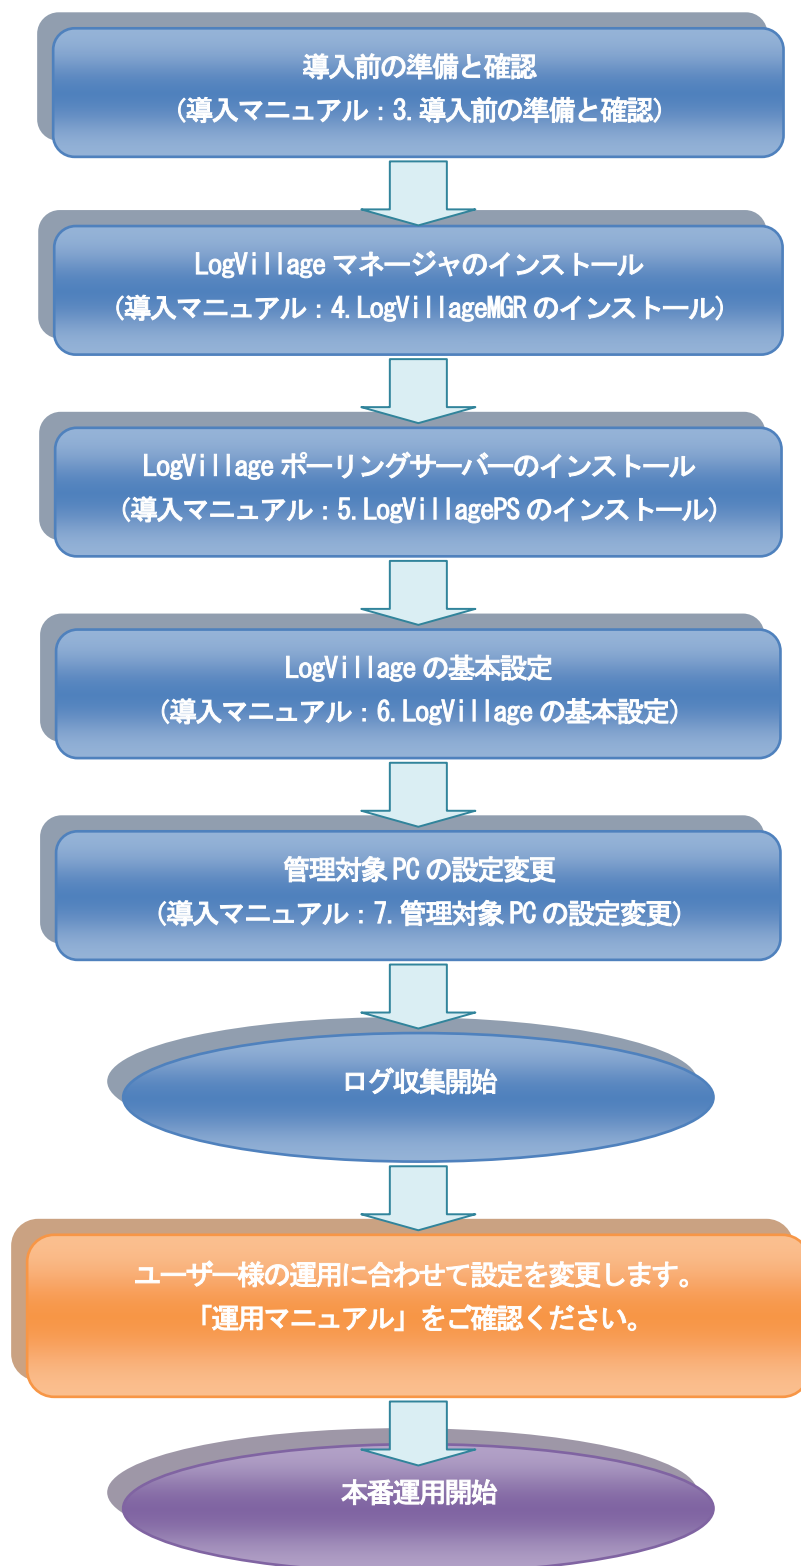 導入前の準備と確認
(導入マニュアル：3.導入前の準備と確認)
LogVillage マネージャのインストール
(導入マニュアル：4.LogVillageMGR のインストール)
LogVillage ポーリングサーバーのインストール
(導入マニュアル：5.LogVillagePS のインストール)
LogVillage の基本設定
(導入マニュアル：6.LogVillage の基本設定)
管理対象 PC の設定変更
(導入マニュアル：7.管理対象 PC の設定変更)
ログ収集開始
ユーザー様の運用に合わせて設定を変更します。
「運用マニュアル」をご確認ください。
本番運用開始